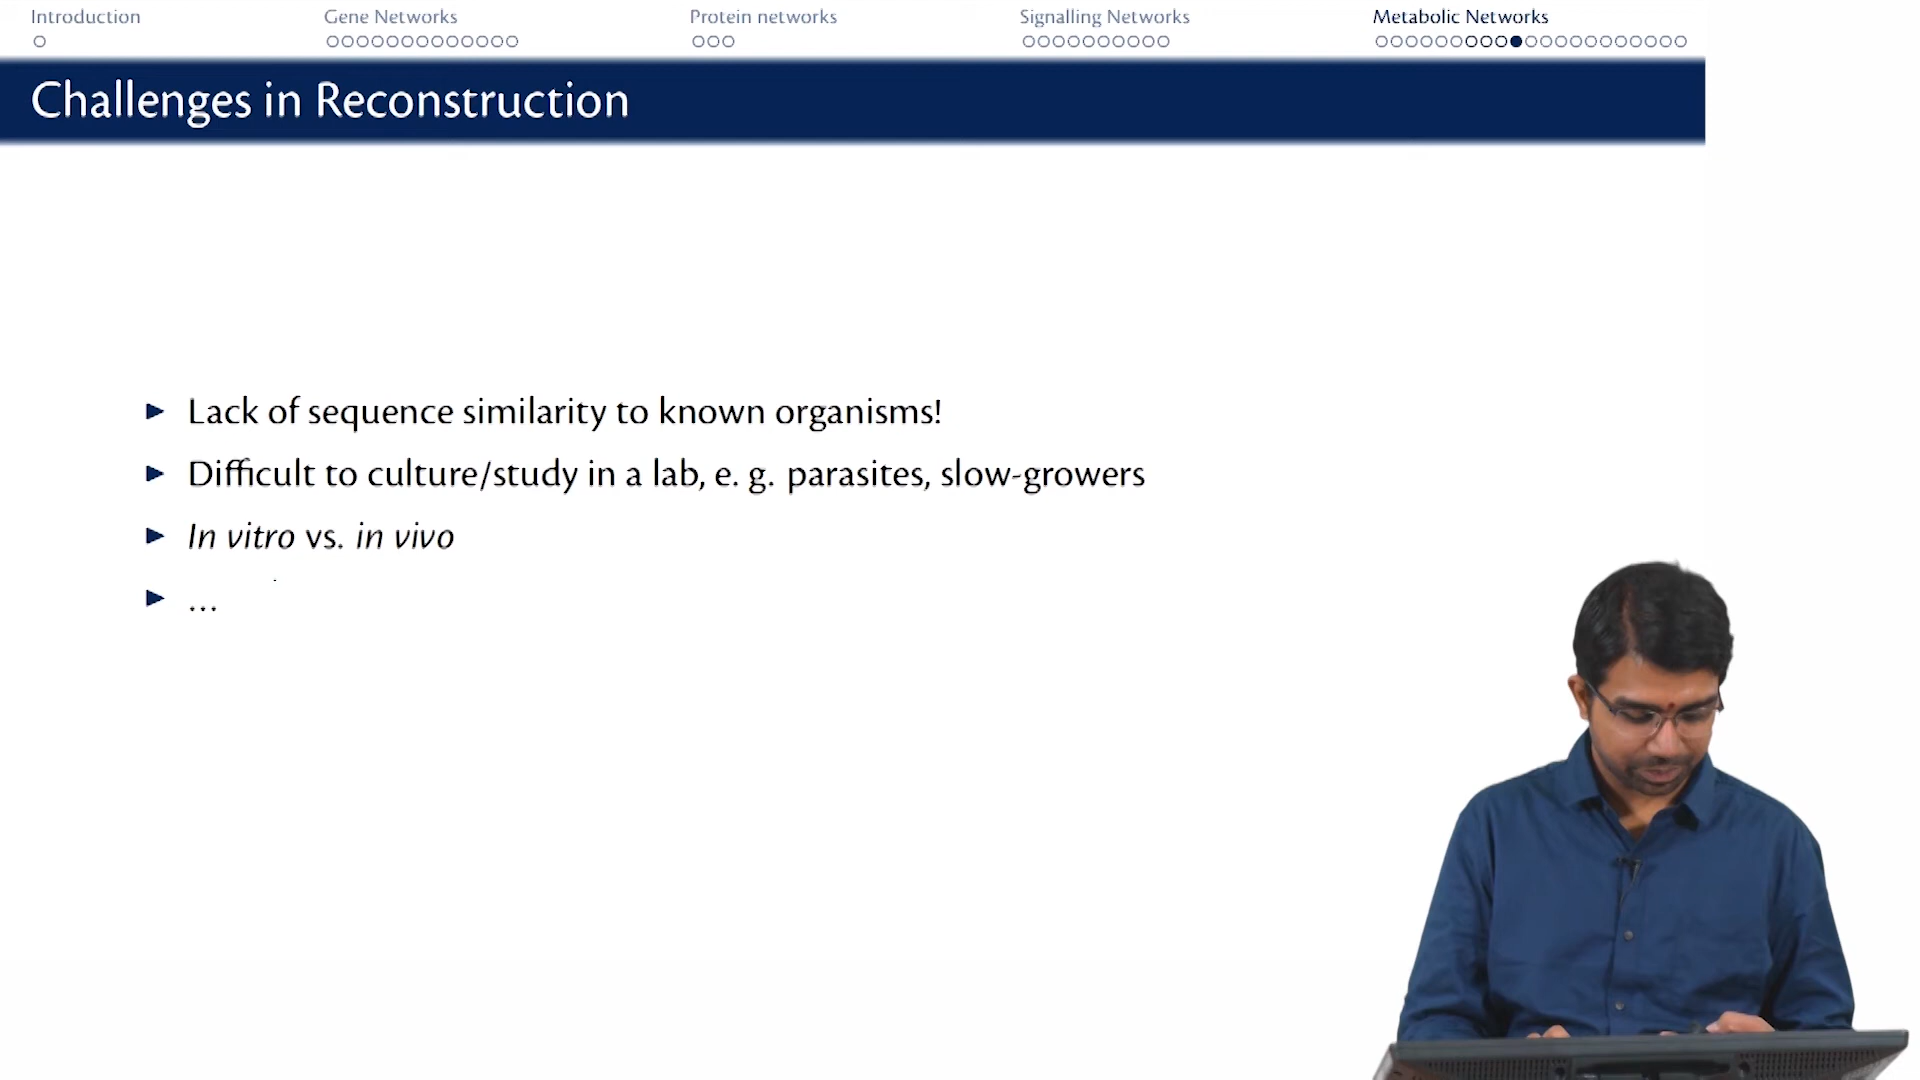 Introduction
Gene Networks
Protein networks
Signalling Networks
Metabolic Networks
Challenges in Reconstruction
Lack of sequence similarity to known organisms!
Difficult to culture/study in a lab, e. g. parasites, slow-growers
In vitro vs. in vivo
...